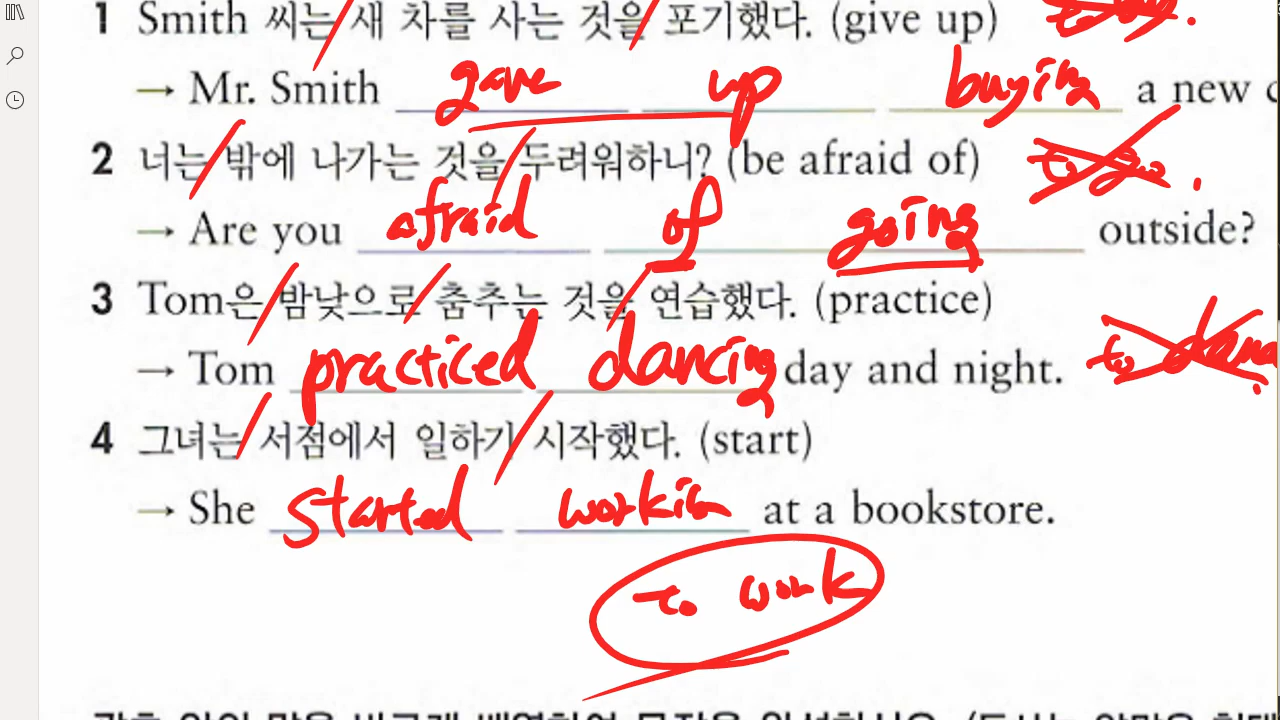 1 Smith 씨는 새 차를 사는 것을 포기했다. (give up)
→ Mr. Smith gave up buying a new
2 너는 밖에 나가는 것을 두려워하니? (be afraid of) to go.
→ Are you afraid of going outside?
3 Tom은 밤낮으로 춤추는 것을 연습했다. (practice)
→ Tom practiced dancing day and night. to
4 그녀는 서점에서 일하기 시작했다. (start)
→ She started workin at a bookstore.
to work